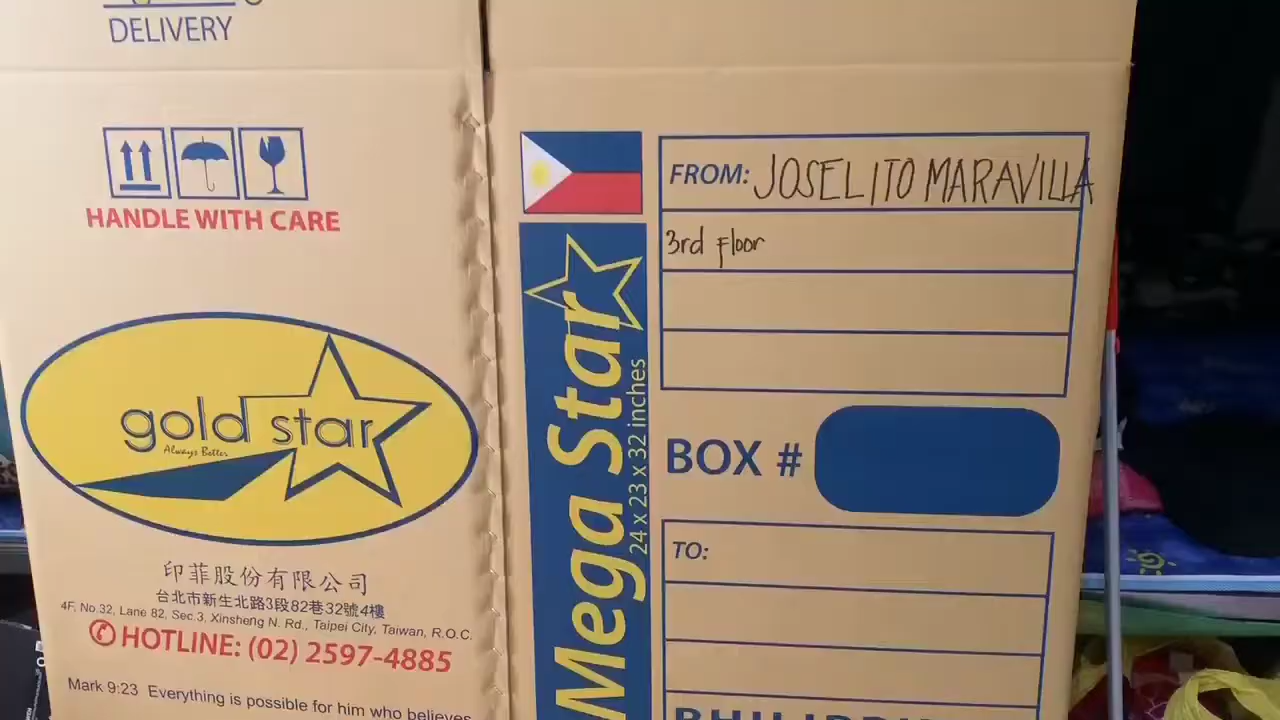 DELIVERY
HANDLE WITH CARE
gold star
Always Better
印菲股份有限公司
台北市新生北路3段82巷32號4樓
4F, No.32, Lane 82, Sec.3, Xinsheng N. Rd., Taipei City, Taiwan, R.O.C.
HOTLINE: (02) 2597-4885
Mark 9:23 Everything is possible for him who believes
Mega Star
24 x 23 x 32 inches
FROM: JOSELITO MARAVILLA
3rd floor
BOX #
TO: